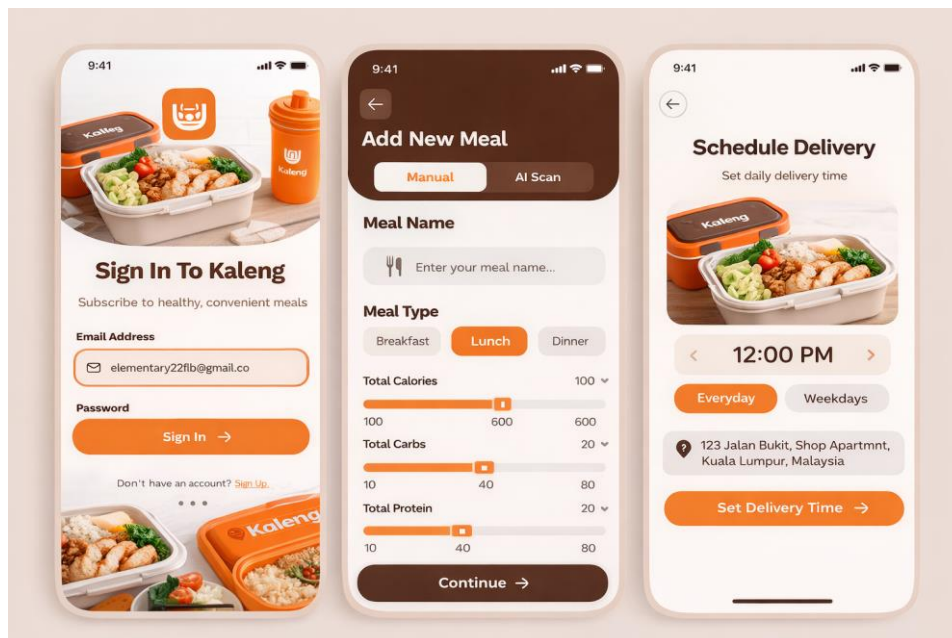 9:41
Kalleg
Kaleng
Sign In To Kaleng
Subscribe to healthy, convenient meals
Email Address
elementary22flb@gmail.co
Password
Sign In →
Don't have an account? Sign Up.
Kaleng
9:41
←
Add New Meal
Manual
AI Scan
Meal Name
Enter your meal name...
Meal Type
Breakfast
Lunch
Dinner
Total Calories
100
100
600
600
Total Carbs
20
10
40
80
Total Protein
20
10
40
80
Continue →
9:41
←
Schedule Delivery
Set daily delivery time
Kaleng
< 12:00 PM >
Everyday
Weekdays
?
123 Jalan Bukit, Shop Apartmnt,
Kuala Lumpur, Malaysia
Set Delivery Time →